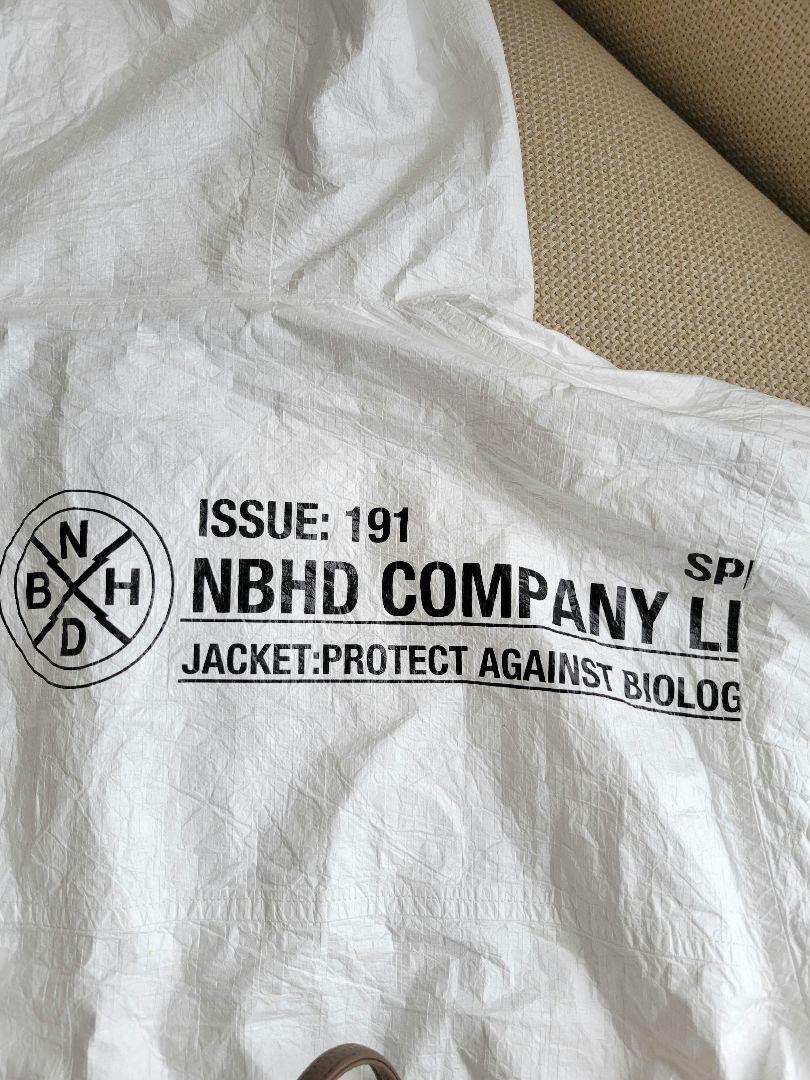 N
B H
D
ISSUE: 191
SP
NBHD COMPANY LI
JACKET:PROTECT AGAINST BIOLOG